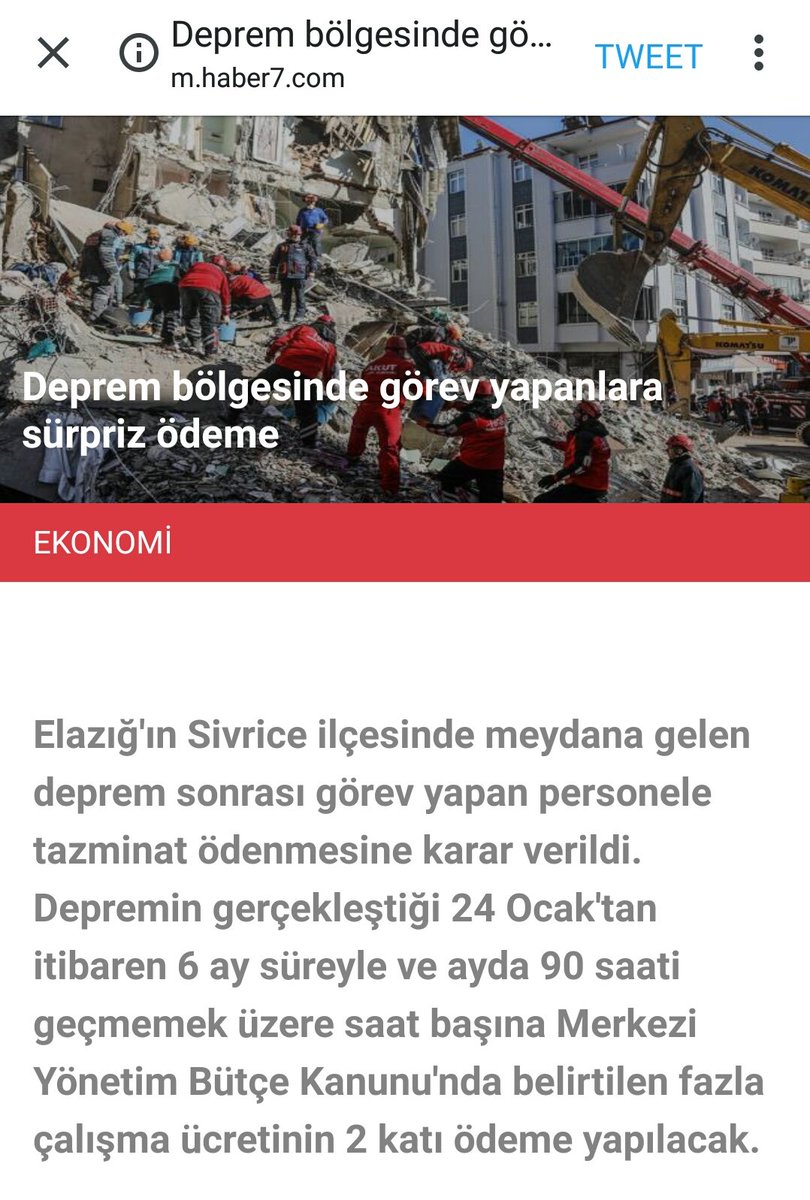 Deprem bölgesinde gö...
m.haber7.com
TWEET
KOMAT
KOMATSU
AKUT
Deprem bölgesinde görev yapanlara
sürpriz ödeme
EKONOMİ
Elazığ'ın Sivrice ilçesinde meydana gelen
deprem sonrası görev yapan personele
tazminat ödenmesine karar verildi.
Depremin gerçekleştiği 24 Ocak'tan
itibaren 6 ay süreyle ve ayda 90 saati
geçmemek üzere saat başına Merkezi
Yönetim Bütçe Kanunu'nda belirtilen fazla
çalışma ücretinin 2 katı ödeme yapılacak.